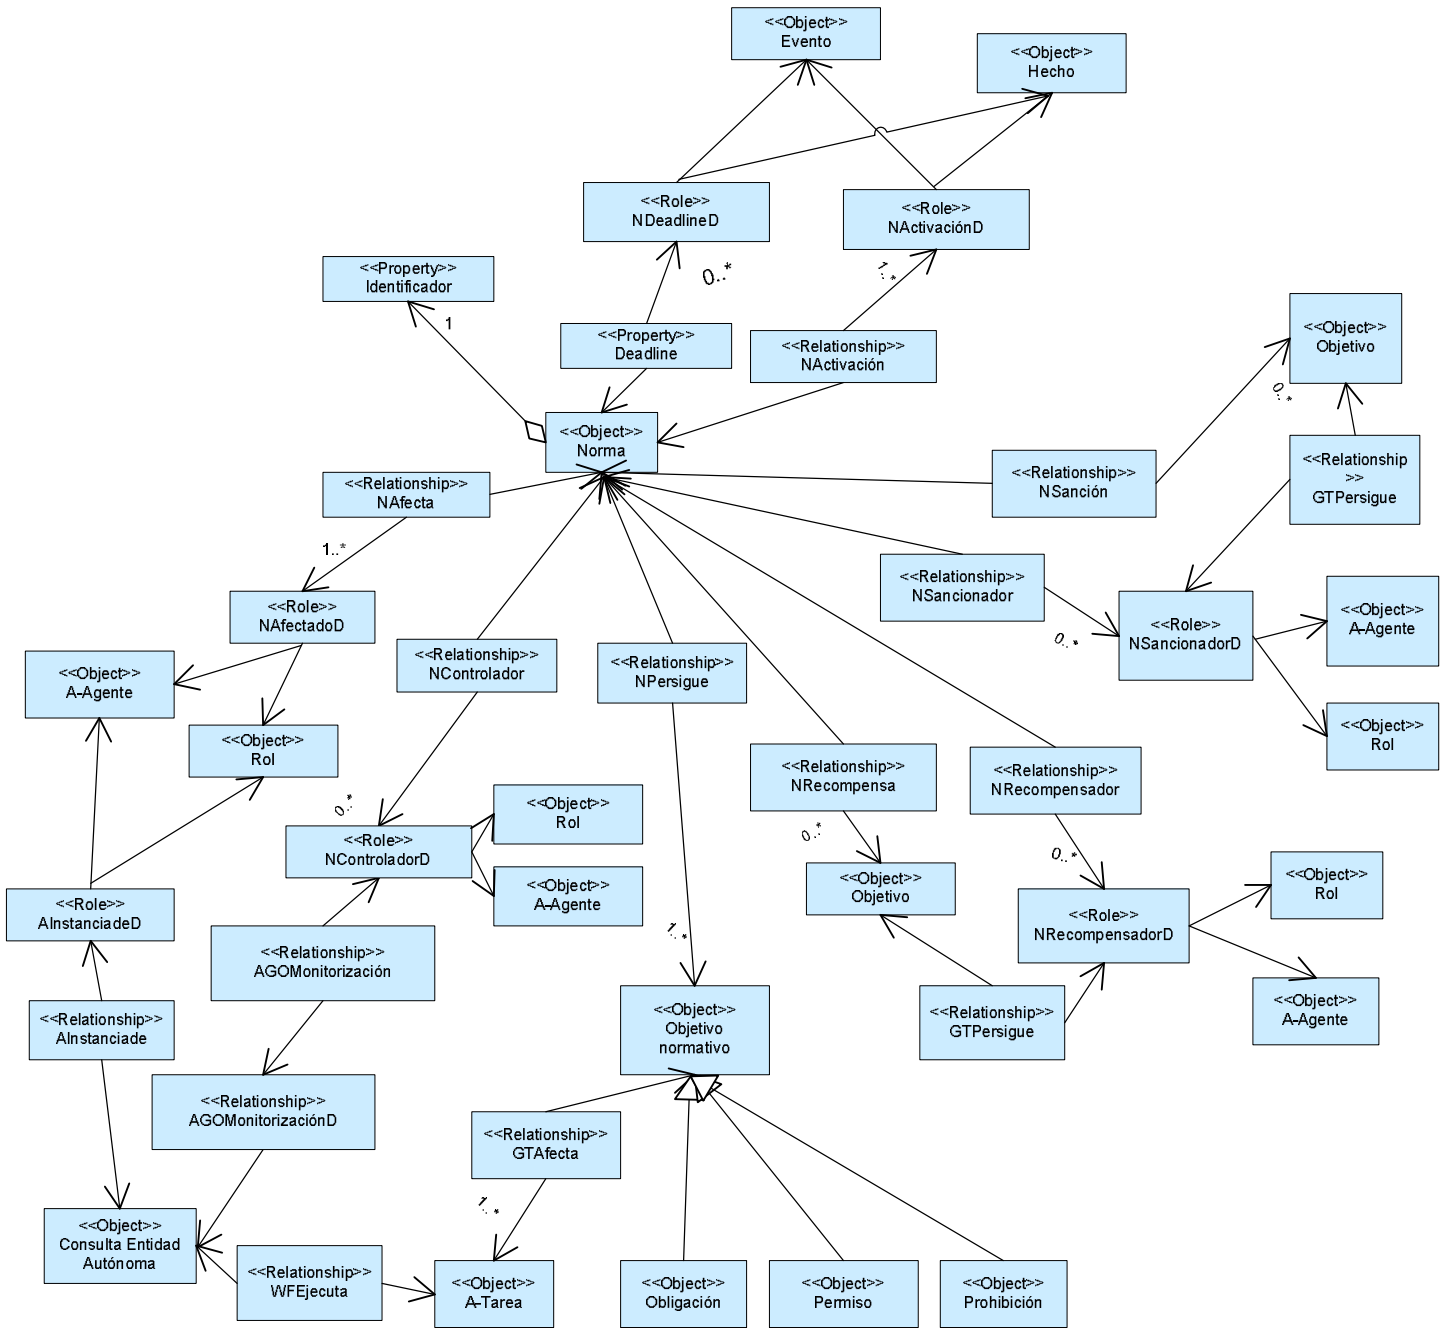 <<Object>>
Evento
<<Object>>
Hecho
<<Role>>
NDeadlineD
<<Role>>
NActivaciónD
<<Property>>
Identificador
0..*
1..*
1
<<Property>>
Deadline
<<Relationship>>
NActivación
<<Object>>
Objetivo
0..*
<<Object>>
Norma
<<Relationship>>
NAfecta
<<Relationship>>
NSanción
<<Relationship
>>
GTPersigue
1..*
<<Relationship>>
NSancionador
<<Role>>
NAfectadoD
0..*
<<Role>>
NSancionadorD
<<Object>>
A-Agente
<<Object>>
A-Agente
<<Relationship>>
NControlador
<<Relationship>>
NPersigue
<<Object>>
Rol
<<Object>>
Rol
<<Relationship>>
NRecompensa
<<Relationship>>
NRecompensador
0..*
<<Object>>
Rol
0..*
0..*
<<Role>>
NControladorD
<<Object>>
A-Agente
<<Object>>
Objetivo
<<Object>>
Rol
<<Role>>
AInstanciadeD
<<Role>>
NRecompensadorD
1..*
<<Relationship>>
AGOMonitorización
<<Object>>
A-Agente
<<Relationship>>
AInstanciade
<<Object>>
Objetivo
normativo
<<Relationship>>
GTPersigue
<<Relationship>>
AGOMonitorizaciónD
<<Relationship>>
GTAfecta
1..*
<<Object>>
Consulta Entidad
Autónoma
<<Relationship>>
WFEjecuta
<<Object>>
A-Tarea
<<Object>>
Obligación
<<Object>>
Permiso
<<Object>>
Prohibición